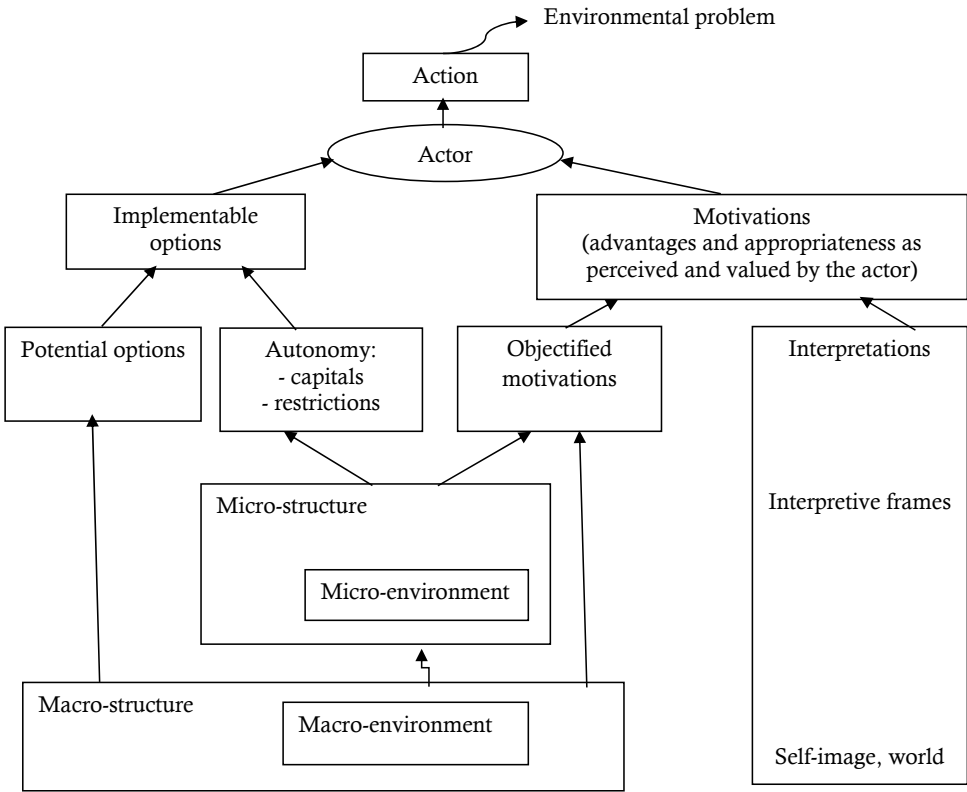 Environmental problem
Action
Actor
Implementable
options
Motivations
(advantages and appropriateness as
perceived and valued by the actor)
Potential options
Autonomy:
- capitals
- restrictions
Objectified
motivations
Interpretations
Micro-structure
Interpretive frames
Micro-environment
Macro-structure
Macro-environment
Self-image, world